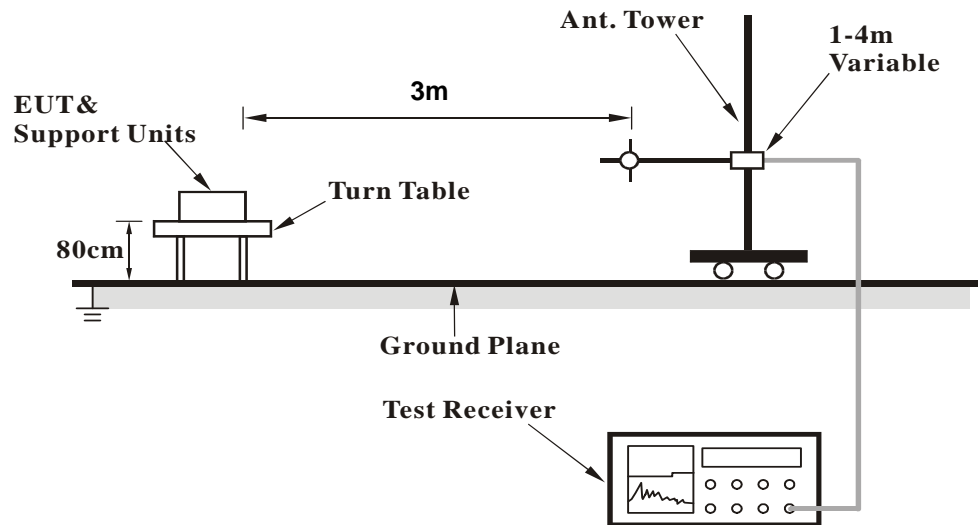 Ant. Tower
1-4m
Variable
3m
EUT&
Support Units
Turn Table
80cm
Ground Plane
Test Receiver